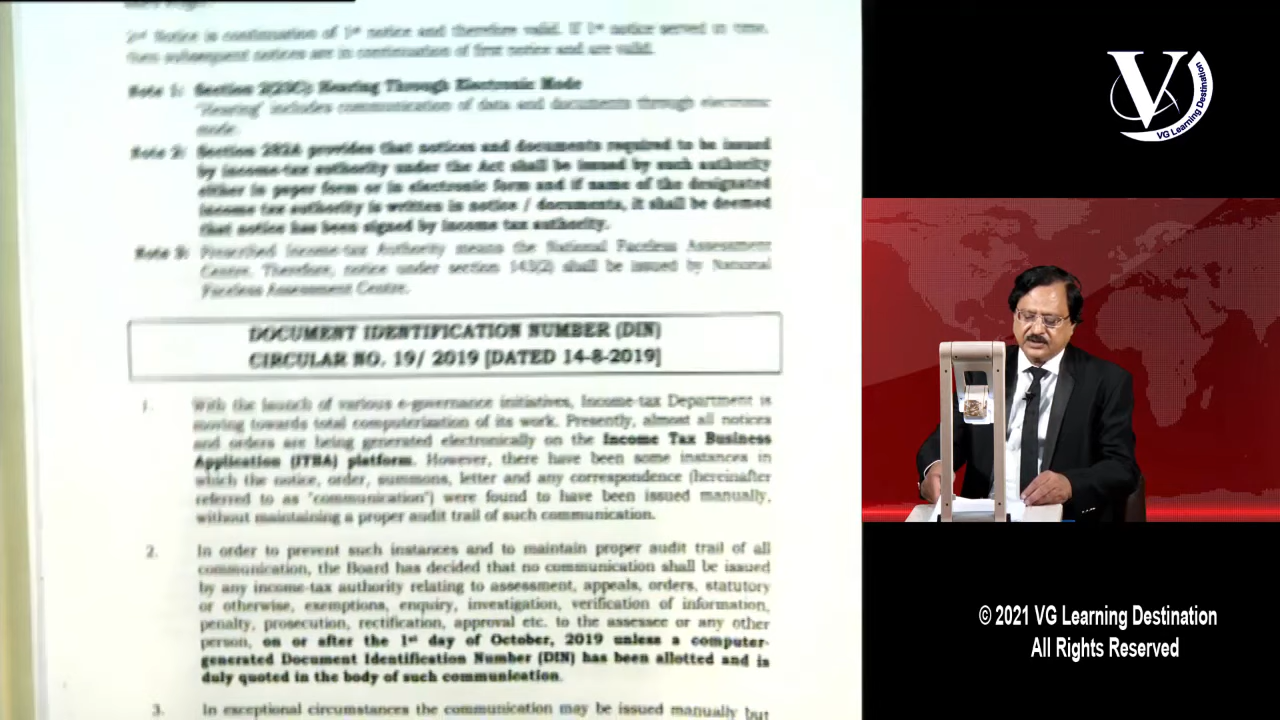 2nd Notice is continuation of 1st notice and therefore valid. If 1st notice served in time,
then subsequent notices are in continuation of first notice and are valid.
Note 1: Section 2(23C): Hearing Through Electronic Mode
'Hearing' includes communication of data and documents through electronic
mode.
Note 2: Section 282A provides that notices and documents required to be issued
by income-tax authority under the Act shall be issued by such authority
either in paper form or in electronic form and if name of the designated
income tax authority is written in notice / documents, it shall be deemed
that notice has been signed by income tax authority.
Note 3: Prescribed Income-tax Authority means the National Faceless Assessment
Centre. Therefore, notice under section 143(2) shall be issued by National
Faceless Assessment Centre.
DOCUMENT IDENTIFICATION NUMBER (DIN)
CIRCULAR NO. 19/ 2019 [DATED 14-8-2019]
1. With the launch of various e-governance initiatives, Income-tax Department is
moving towards total computerization of its work. Presently, almost all notices
and orders are being generated electronically on the Income Tax Business
Application (ITBA) platform. However, there have been some instances in
which the notice, order, summons, letter and any correspondence (hereinafter
referred to as "communication") were found to have been issued manually,
without maintaining a proper audit trail of such communication.
2. In order to prevent such instances and to maintain proper audit trail of all
communication, the Board has decided that no communication shall be issued
by any income-tax authority relating to assessment, appeals, orders, statutory
or otherwise, exemptions, enquiry, investigation, verification of information,
penalty, prosecution, rectification, approval etc. to the assessee or any other
person, on or after the 1st day of October, 2019 unless a computer-
generated Document Identification Number (DIN) has been allotted and is
duly quoted in the body of such communication.
3. In exceptional circumstances the communication may be issued manually but
V
VG Learning Destination
© 2021 VG Learning Destination
All Rights Reserved